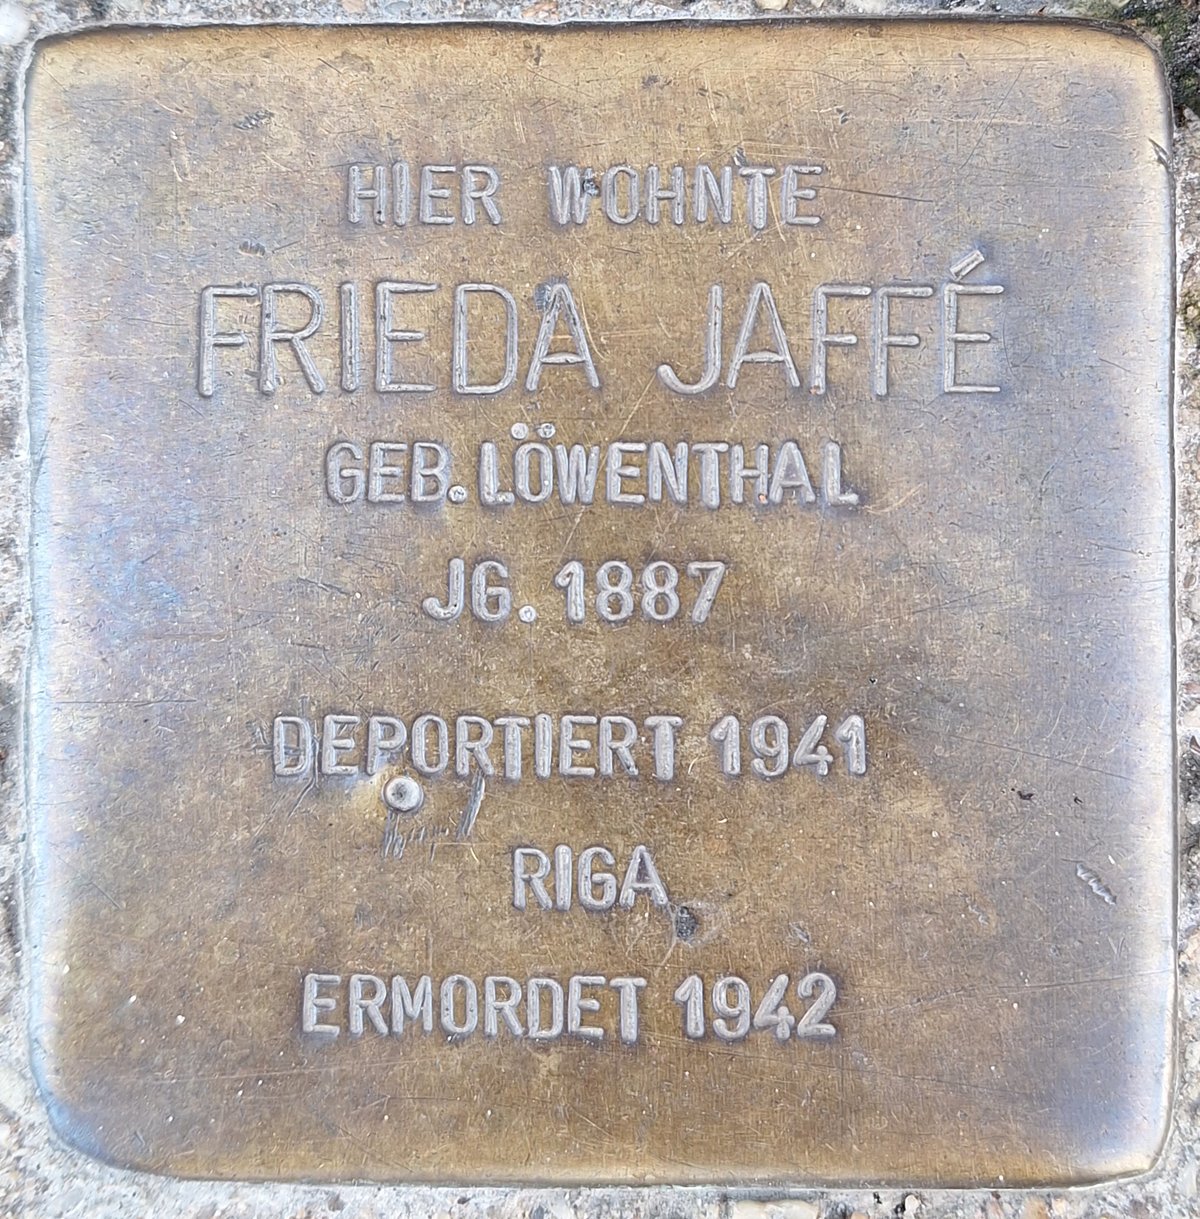 HIER WOHNTE
FRIEDA JAFFÉ
GEB. LÖWENTHAL
JG. 1887
DEPORTIERT 1941
RIGA
ERMORDET 1942